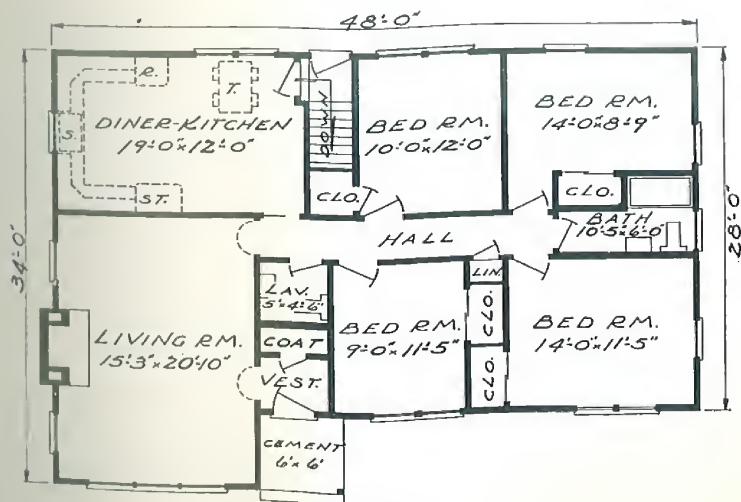 48'-0"
R.
T.
S.
DINER-KITCHEN
19'-0"x12'-0"
ST.
DOWN
CLO.
BED RM.
10'-0"x12'-0"
BED RM.
14'-0"x8'-9"
CLO.
BATH
10'-5"x6'-0"
HALL
34'-0"
28'-0"
LIVING RM.
15'-3"x20'-10"
LAV.
5'x4'-6"
COAT
VEST.
CEMENT
6'x6'
BED RM.
9'-0"x11'-5"
LIN.
CLO.
CLO.
BED RM.
14'-0"x11'-5"